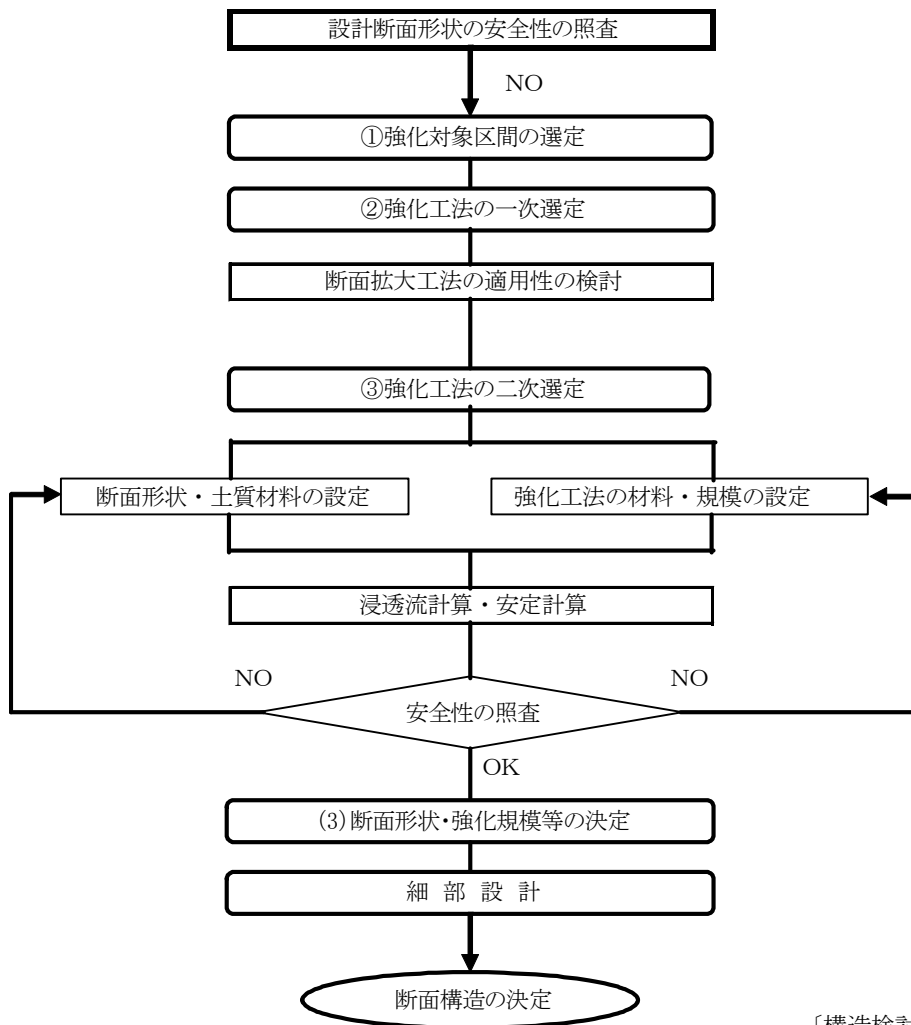 設計断面形状の安全性の照査
NO
①強化対象区間の選定
②強化工法の一次選定
断面拡大工法の適用性の検討
③強化工法の二次選定
断面形状・土質材料の設定
強化工法の材料・規模の設定
浸透流計算・安定計算
NO
NO
安全性の照査
OK
(3)断面形状・強化規模等の決定
細 部 設 計
断面構造の決定
〔構造検討